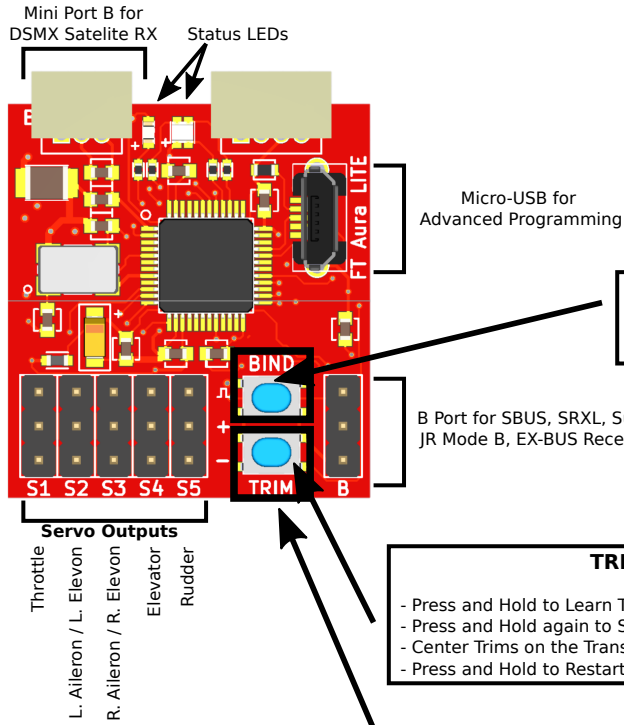 Mini Port B for
DSMX Satelite RX
Status LEDs
FT Aura LITE
Micro-USB for
Advanced Programming
BIND
B Port for SBUS, SRXL,
JR Mode B, EX-BUS
+
-
S1 S2 S3 S4 S5
TRIM
B
Servo Outputs
Throttle
L. Aileron / L. Elevon
R. Aileron / R. Elevon
Elevator
Rudder
- Press and Hold to Learn
- Press and Hold again to
- Center Trims on the
- Press and Hold to Restart